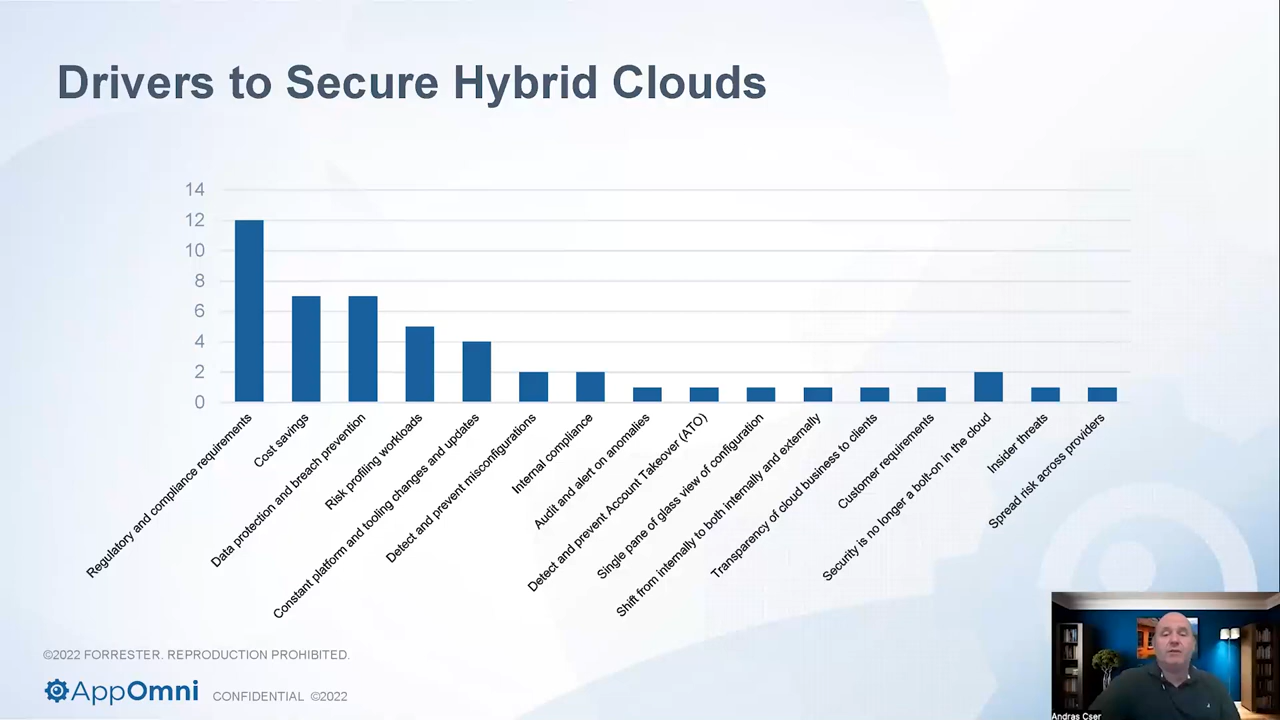 Drivers to Secure Hybrid Clouds
14
12
10
8
6
4
2
0
Regulatory and compliance requirements
Cost savings
Data protection and breach prevention
Risk profiling workloads
Constant platform and tooling changes and updates
Detect and prevent misconfigurations
Internal compliance
Audit and alert on anomalies
Detect and prevent Account Takeover (ATO)
Single pane of glass view of configuration
Shift from internally to both internally and externally
Transparency of cloud business to clients
Customer requirements
Security is no longer a bolt-on in the cloud
Insider threats
Spread risk across providers
©2022 FORRESTER. REPRODUCTION PROHIBITED.
AppOmni CONFIDENTIAL ©2022
Andras Cser